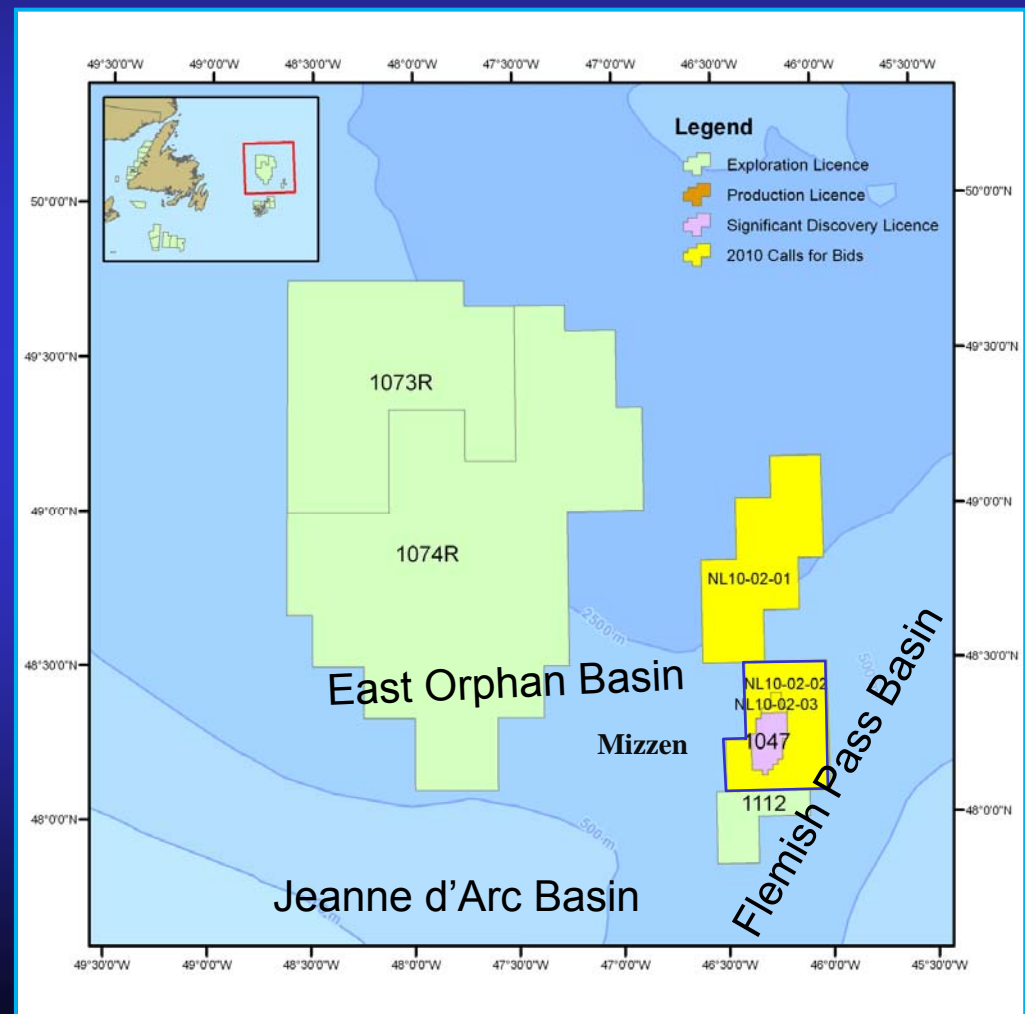 49°30'0"W 49°0'0"W 48°30'0"W 48°0'0"W 47°30'0"W 47°0'0"W 46°30'0"W 46°0'0"W 45°30'0"W
Legend
Exploration Licence
Production Licence
Significant Discovery Licence
2010 Calls for Bids
50°0'0"N
50°0'0"N
49°30'0"N
49°30'0"N
1073R
49°0'0"N
49°0'0"N
1074R
NL10-02-01
2500 m
48°30'0"N
48°30'0"N
East Orphan Basin
NL10-02-02
NL10-02-03
Mizzen
1047
Flemish Pass Basin
1112
48°0'0"N
48°0'0"N
500 m
Jeanne d'Arc Basin
49°30'0"W 49°0'0"W 48°30'0"W 48°0'0"W 47°30'0"W 47°0'0"W 46°30'0"W 46°0'0"W 45°30'0"W